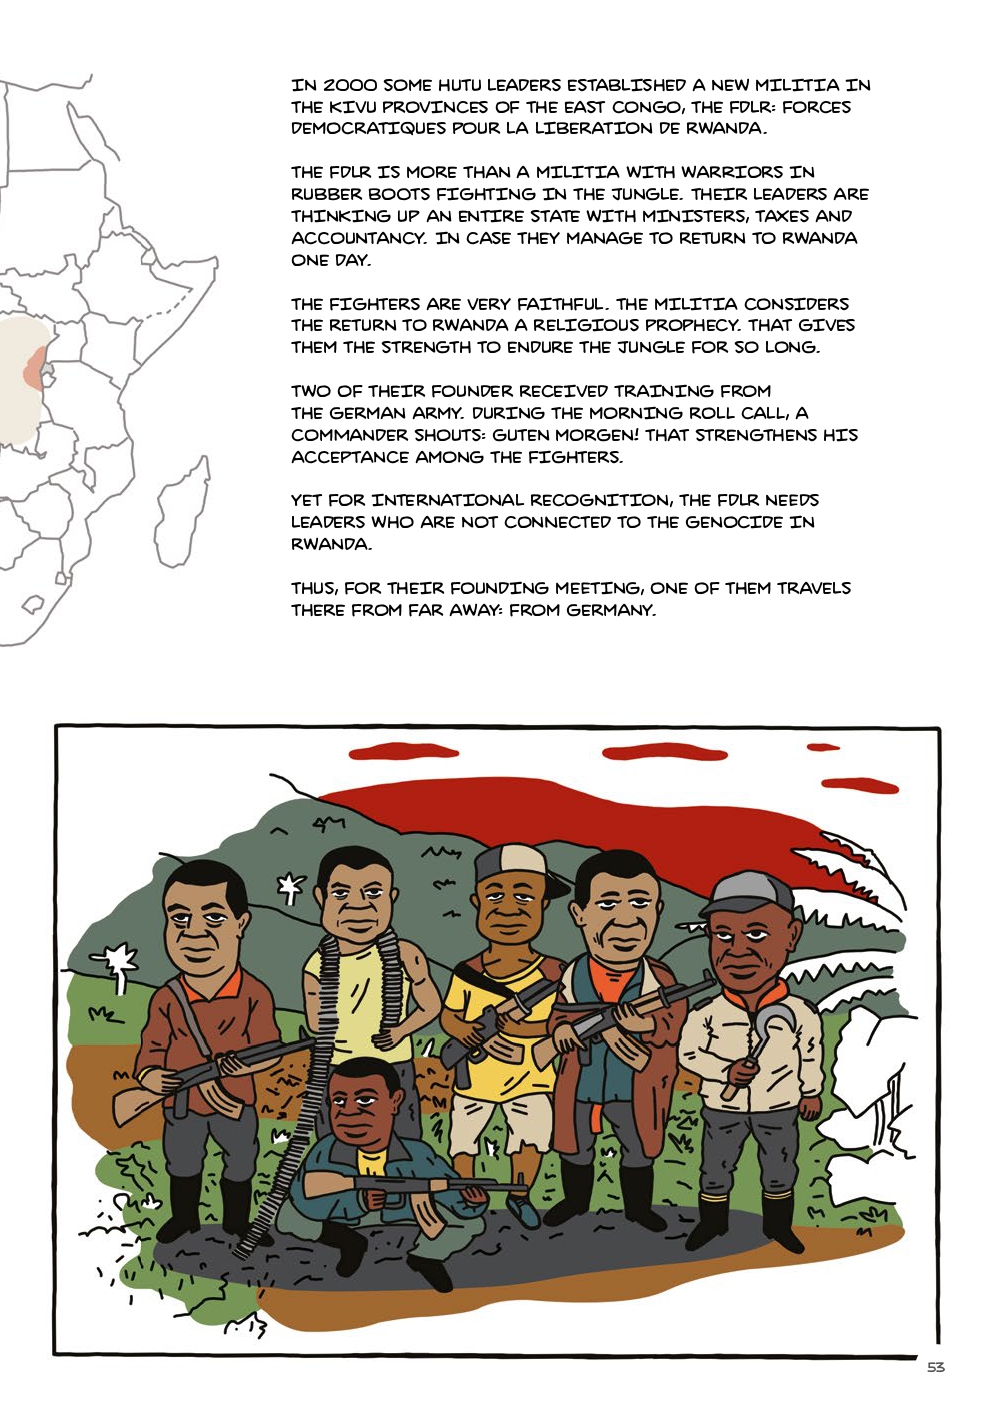 IN 2000 SOME HUTU LEADERS ESTABLISHED A NEW MILITIA IN
THE KIVU PROVINCES OF THE EAST CONGO, THE FDLR: FORCES
DEMOCRATIQUES POUR LA LIBERATION DE RWANDA.
THE FDLR IS MORE THAN A MILITIA WITH WARRIORS IN
RUBBER BOOTS FIGHTING IN THE JUNGLE. THEIR LEADERS ARE
THINKING UP AN ENTIRE STATE WITH MINISTERS, TAXES AND
ACCOUNTANCY. IN CASE THEY MANAGE TO RETURN TO RWANDA
ONE DAY.
THE FIGHTERS ARE VERY FAITHFUL. THE MILITIA CONSIDERS
THE RETURN TO RWANDA A RELIGIOUS PROPHECY. THAT GIVES
THEM THE STRENGTH TO ENDURE THE JUNGLE FOR SO LONG.
TWO OF THEIR FOUNDER RECEIVED TRAINING FROM
THE GERMAN ARMY. DURING THE MORNING ROLL CALL, A
COMMANDER SHOUTS: GUTEN MORGEN! THAT STRENGTHENS HIS
ACCEPTANCE AMONG THE FIGHTERS.
YET FOR INTERNATIONAL RECOGNITION, THE FDLR NEEDS
LEADERS WHO ARE NOT CONNECTED TO THE GENOCIDE IN
RWANDA.
THUS, FOR THEIR FOUNDING MEETING, ONE OF THEM TRAVELS
THERE FROM FAR AWAY: FROM GERMANY.
53